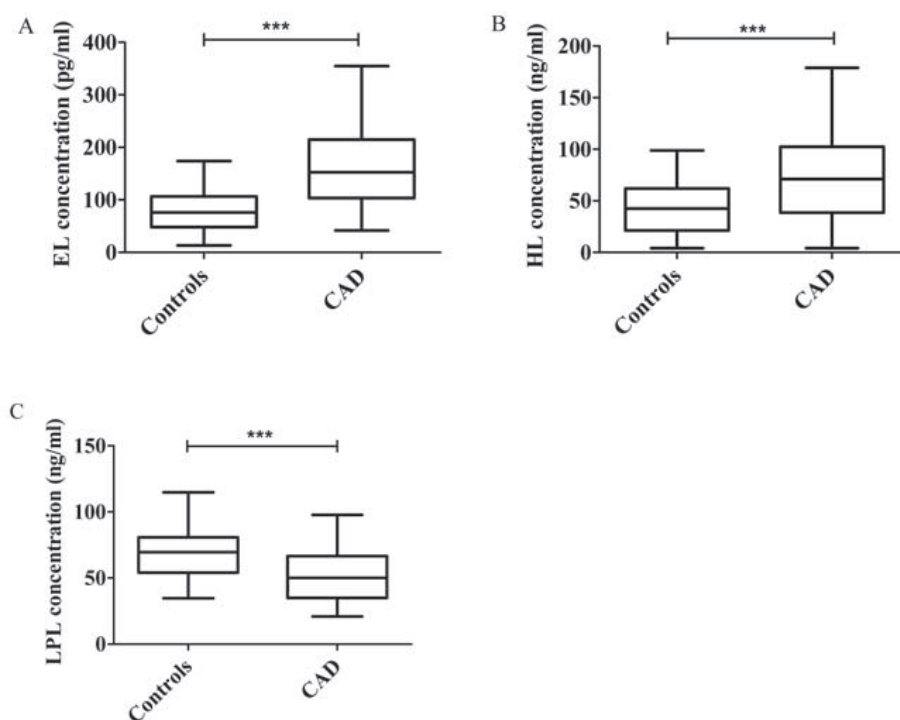 A
EL concentration (pg/ml)
400
300
200
100
0
***
Controls
CAD
B
HL concentration (ng/ml)
200
150
100
50
0
***
Controls
CAD
C
LPL concentration (ng/ml)
150
100
50
0
***
Controls
CAD